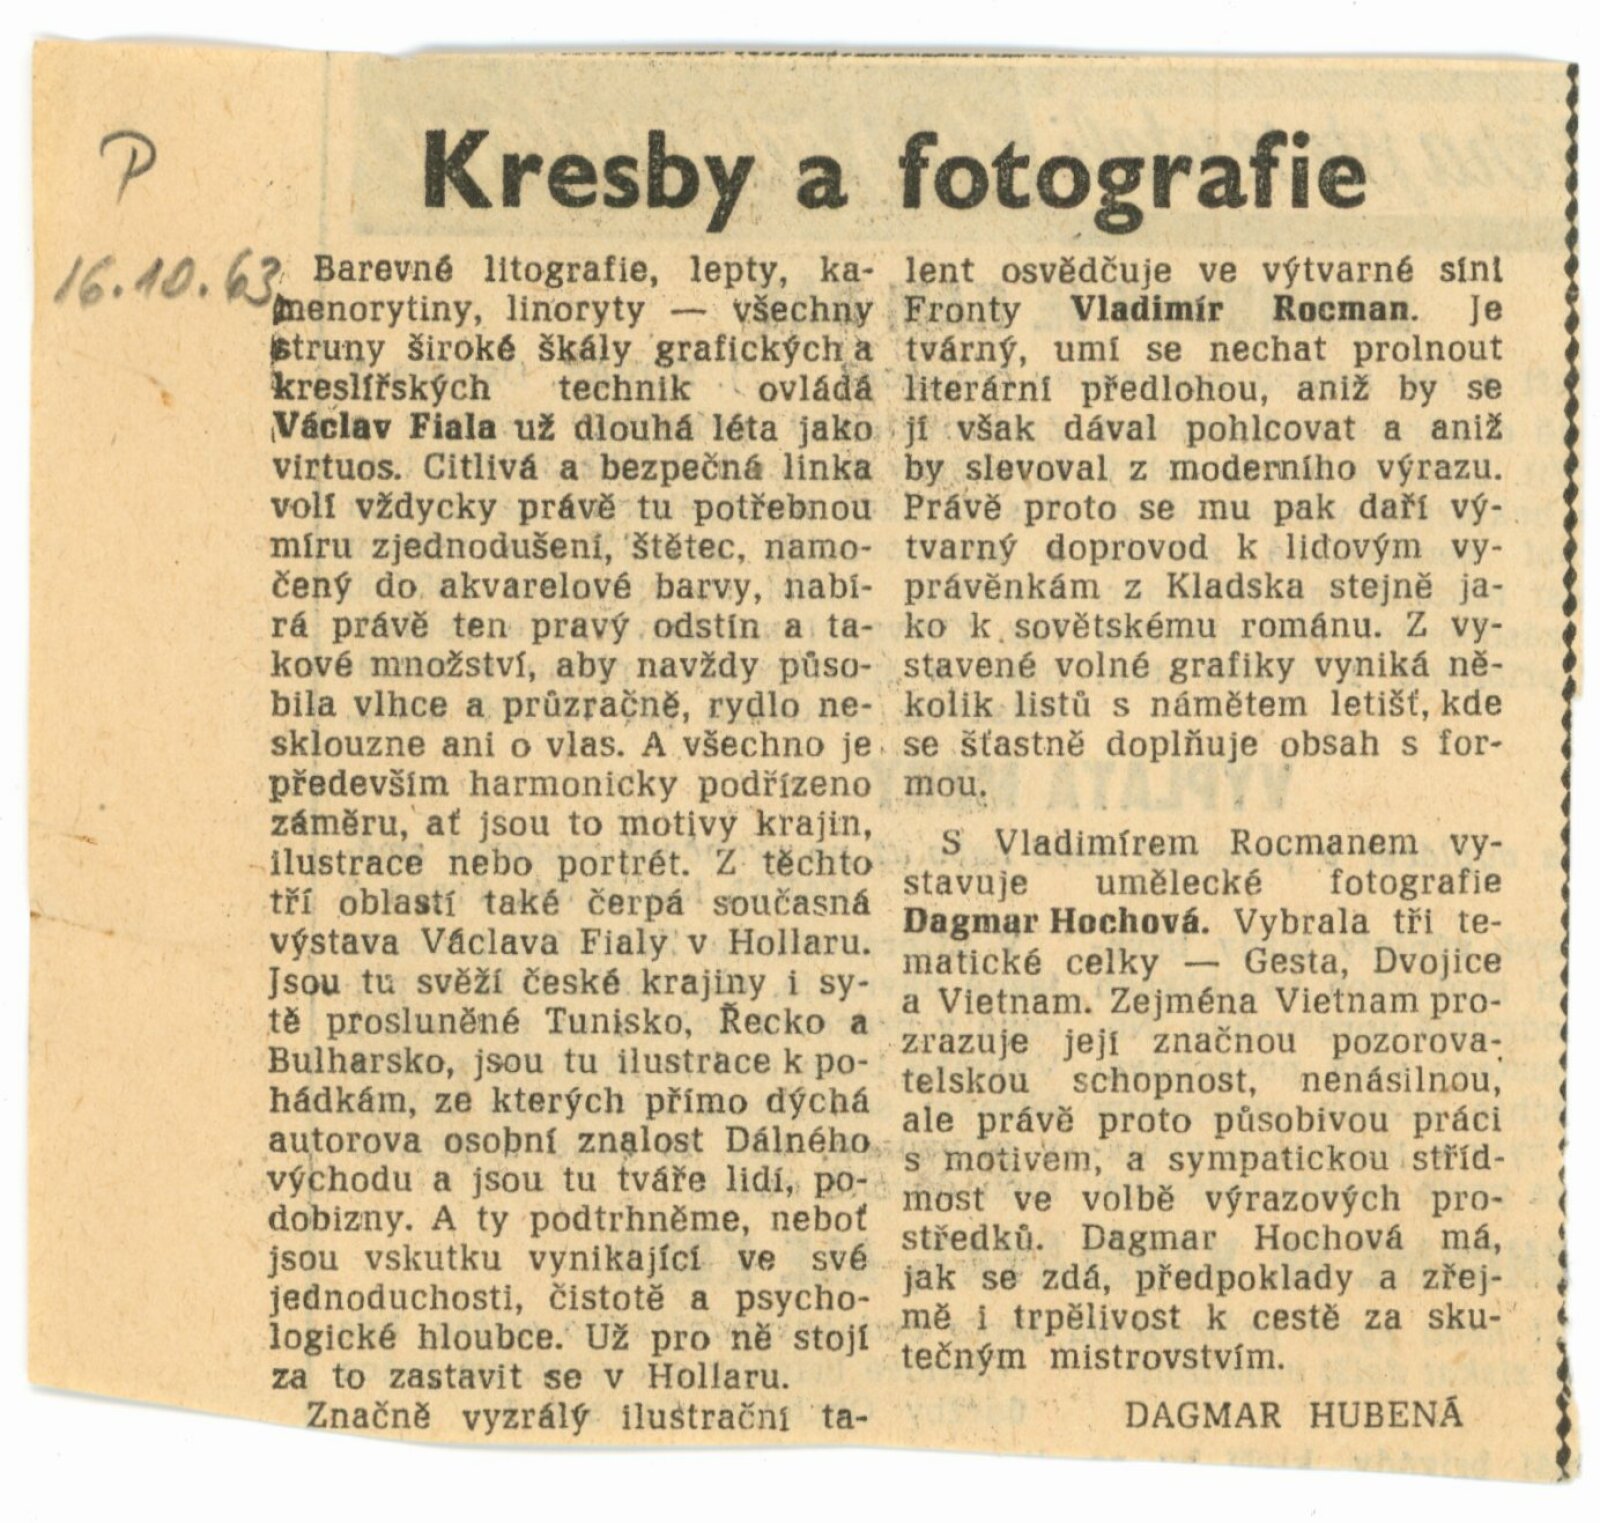 Kresby a fotografie
P
16.10.63
Barevné litografie, lepty, ka-
menorytiny, linoryty — všechny
struny široké škály grafických a
kreslířských technik ovládá
Václav Fiala už dlouhá léta jako
virtuos. Citlivá a bezpečná linka
volí vždycky právě tu potřebnou
míru zjednodušení, štětec, namo-
čený do akvarelové barvy, nabí-
rá právě ten pravý odstín a ta-
kové množství, aby navždy půso-
bila vlhce a průzračně, rydlo ne-
sklouzne ani o vlas. A všechno je
především harmonicky podřízeno
záměru, ať jsou to motivy krajin,
ilustrace nebo portrét. Z těchto
tří oblastí také čerpá současná
výstava Václava Fialy v Hollaru.
Jsou tu svěží české krajiny i sy-
tě prosluněné Tunisko, Řecko a
Bulharsko, jsou tu ilustrace k po-
hádkám, ze kterých přímo dýchá
autorova osobní znalost Dálného
východu a jsou tu tváře lidí, po-
dobizny. A ty podtrhněme, neboť
jsou vskutku vynikající ve své
jednoduchosti, čistotě a psycho-
logické hloubce. Už pro ně stojí
za to zastavit se v Hollaru.
Značně vyzrálý ilustrační ta-
lent osvědčuje ve výtvarné síni
Fronty Vladimír Rocman. Je
tvárný, umí se nechat prolnout
literární předlohou, aniž by se
jí však dával pohlcovat a aniž
by slevoval z moderního výrazu.
Právě proto se mu pak daří vý-
tvarný doprovod k lidovým vy-
právěnkám z Kladska stejně ja-
ko k sovětskému románu. Z vy-
stavené volné grafiky vyniká ně-
kolik listů s námětem letišť, kde
se šťastně doplňuje obsah s for-
mou.
S Vladimírem Rocmanem vy-
stavuje umělecké fotografie
Dagmar Hochová. Vybrala tři te-
matické celky — Gesta, Dvojice
a Vietnam. Zejména Vietnam pro-
zrazuje její značnou pozorova-
telskou schopnost, nenásilnou,
ale právě proto působivou práci
s motivem, a sympatickou stříd-
most ve volbě výrazových pro-
středků. Dagmar Hochová má,
jak se zdá, předpoklady a zřej-
mě i trpělivost k cestě za sku-
tečným mistrovstvím.
DAGMAR HUBENÁ